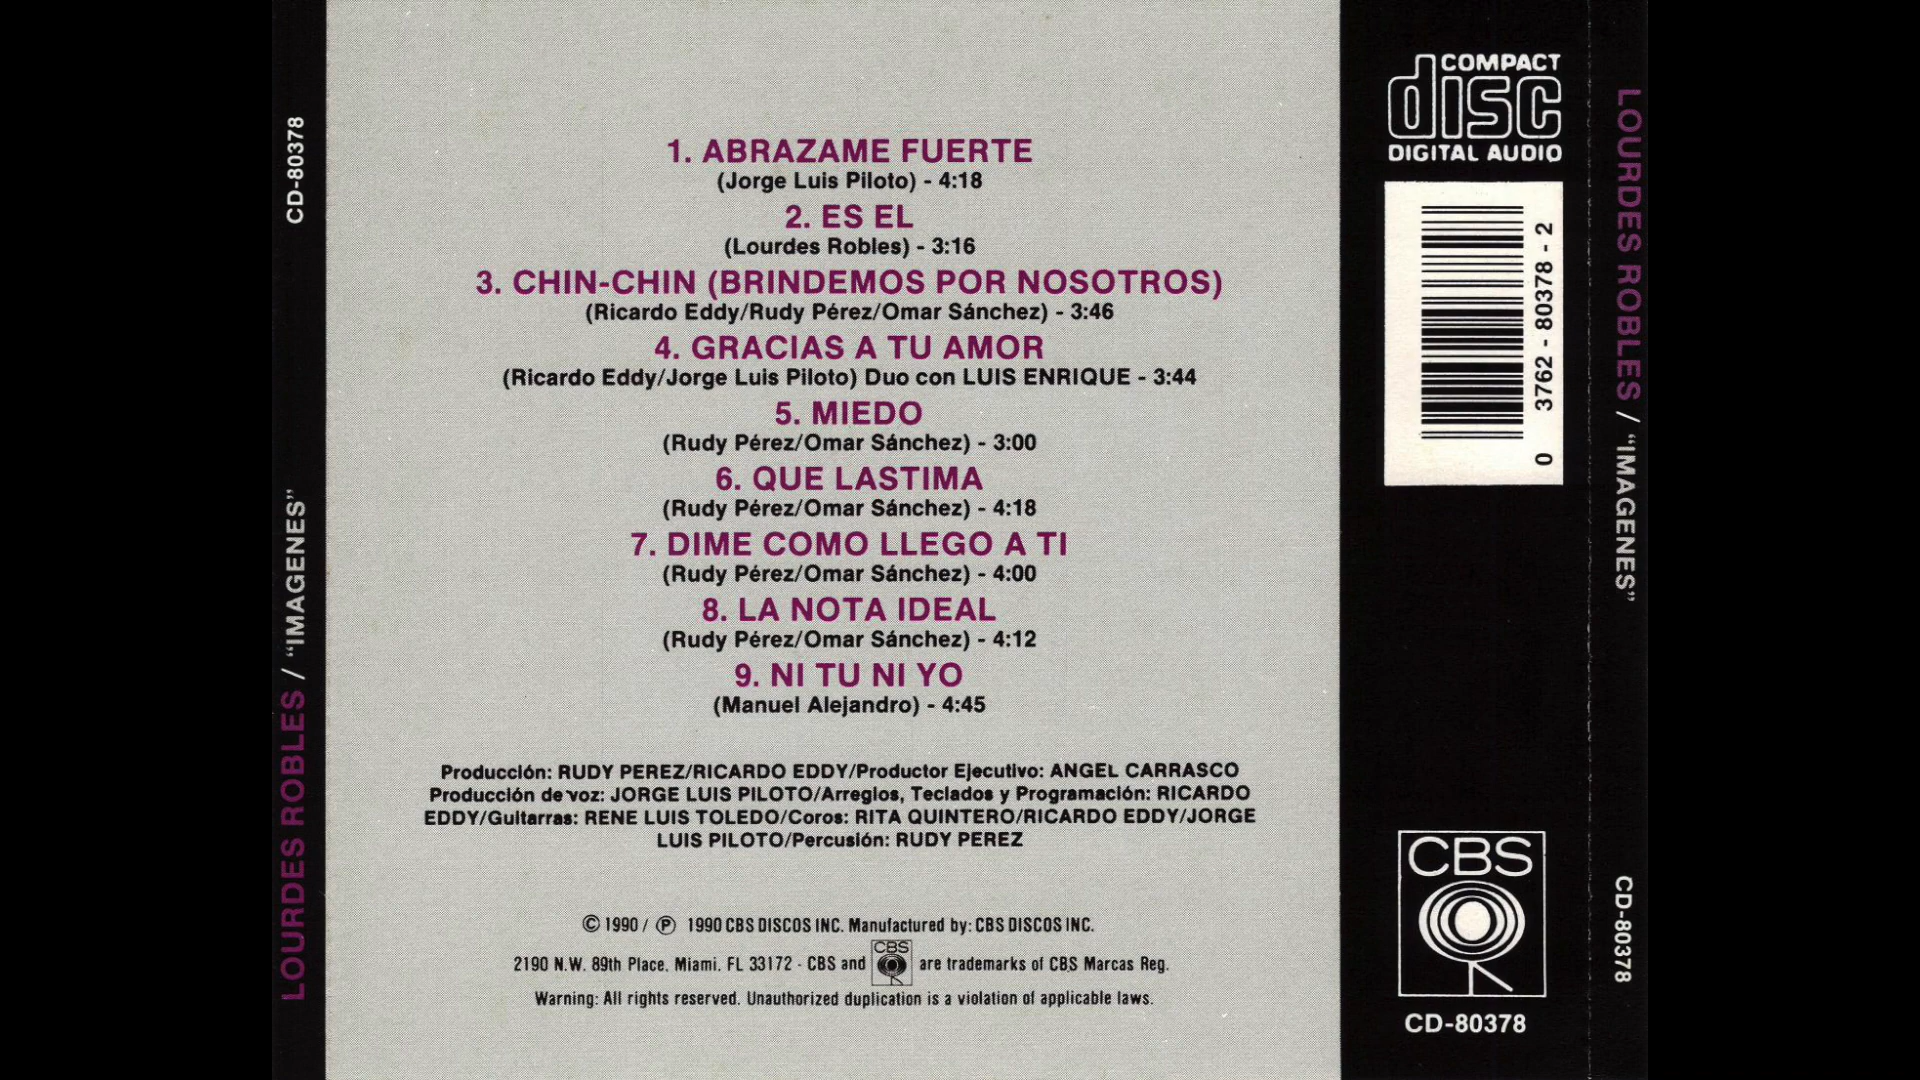 CD-80378
LOURDES ROBLES / “IMAGENES”
1. ABRAZAME FUERTE
(Jorge Luis Piloto) - 4:18
2. ES EL
(Lourdes Robles) - 3:16
3. CHIN-CHIN (BRINDEMOS POR NOSOTROS)
(Ricardo Eddy/Rudy Pérez/Omar Sánchez) - 3:46
4. GRACIAS A TU AMOR
(Ricardo Eddy/Jorge Luis Piloto) Duo con LUIS ENRIQUE - 3:44
5. MIEDO
(Rudy Pérez/Omar Sánchez) - 3:00
6. QUE LASTIMA
(Rudy Pérez/Omar Sánchez) - 4:18
7. DIME COMO LLEGO A TI
(Rudy Pérez/Omar Sánchez) - 4:00
8. LA NOTA IDEAL
(Rudy Pérez/Omar Sánchez) - 4:12
9. NI TU NI YO
(Manuel Alejandro) - 4:45
Producción: RUDY PEREZ/RICARDO EDDY/Productor Ejecutivo: ANGEL CARRASCO
Producción de voz: JORGE LUIS PILOTO/Arreglos, Teclados y Programación: RICARDO
EDDY/Guitarras: RENE LUIS TOLEDO/Coros: RITA QUINTERO/RICARDO EDDY/JORGE
LUIS PILOTO/Percusión: RUDY PEREZ
© 1990 / ℗ 1990 CBS DISCOS INC. Manufactured by: CBS DISCOS INC.
2190 N.W. 89th Place. Miami. FL 33172 - CBS and CBS are trademarks of CBS Marcas Reg.
Warning: All rights reserved. Unauthorized duplication is a violation of applicable laws.
COMPACT
disc
DIGITAL AUDIO
0 3762 - 80378 - 2
CBS
CD-80378
LOURDES ROBLES / “IMAGENES”
CD-80378